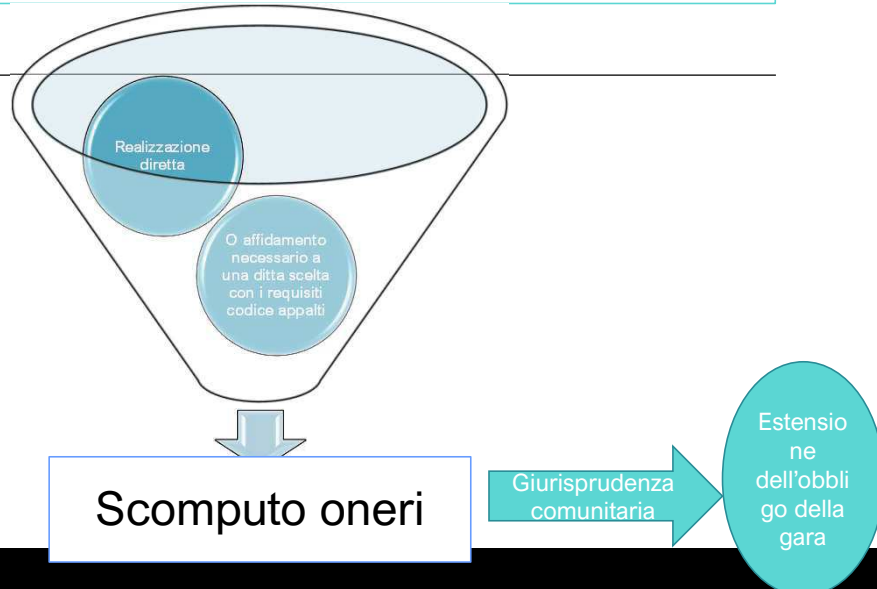 Realizzazione
diretta
O affidamento
necessario a
una ditta scelta
con i requisiti
codice appalti
Scomputo oneri
Giurisprudenza
comunitaria
Estensio
ne
dell'obbli
go della
gara